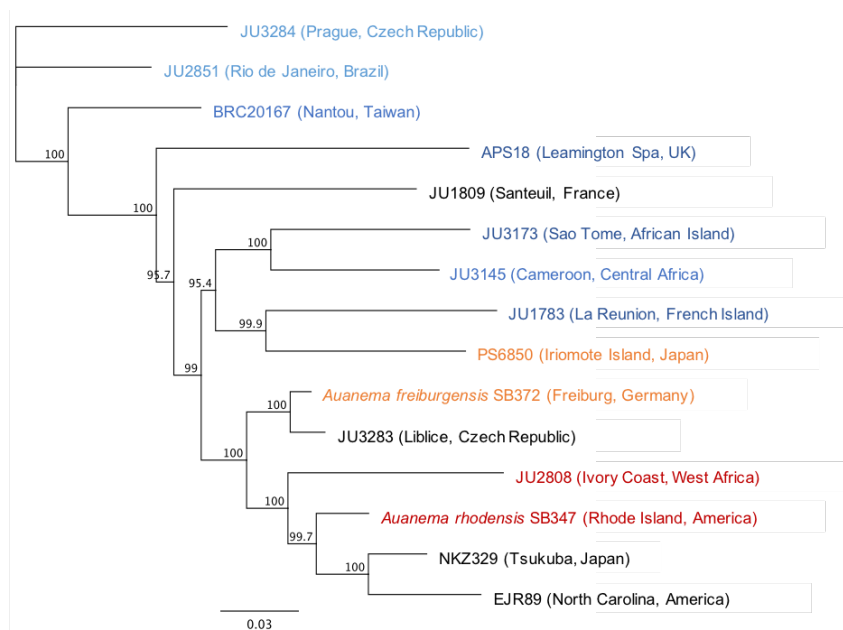 JU3284 (Prague, Czech Republic)
JU2851 (Rio de Janeiro, Brazil)
BRC20167 (Nantou, Taiwan)
100
APS18 (Leamington Spa, UK)
100
JU1809 (Santeuil, France)
JU3173 (Sao Tome, African Island)
100
JU3145 (Cameroon, Central Africa)
95.7
95.4
JU1783 (La Reunion, French Island)
99.9
PS6850 (Iriomote Island, Japan)
99
Auanema freiburgensis SB372 (Freiburg, Germany)
100
JU3283 (Liblice, Czech Republic)
100
JU2808 (Ivory Coast, West Africa)
100
Auanema rhodensis SB347 (Rhode Island, America)
99.7
NKZ329 (Tsukuba, Japan)
100
EJR89 (North Carolina, America)
0.03